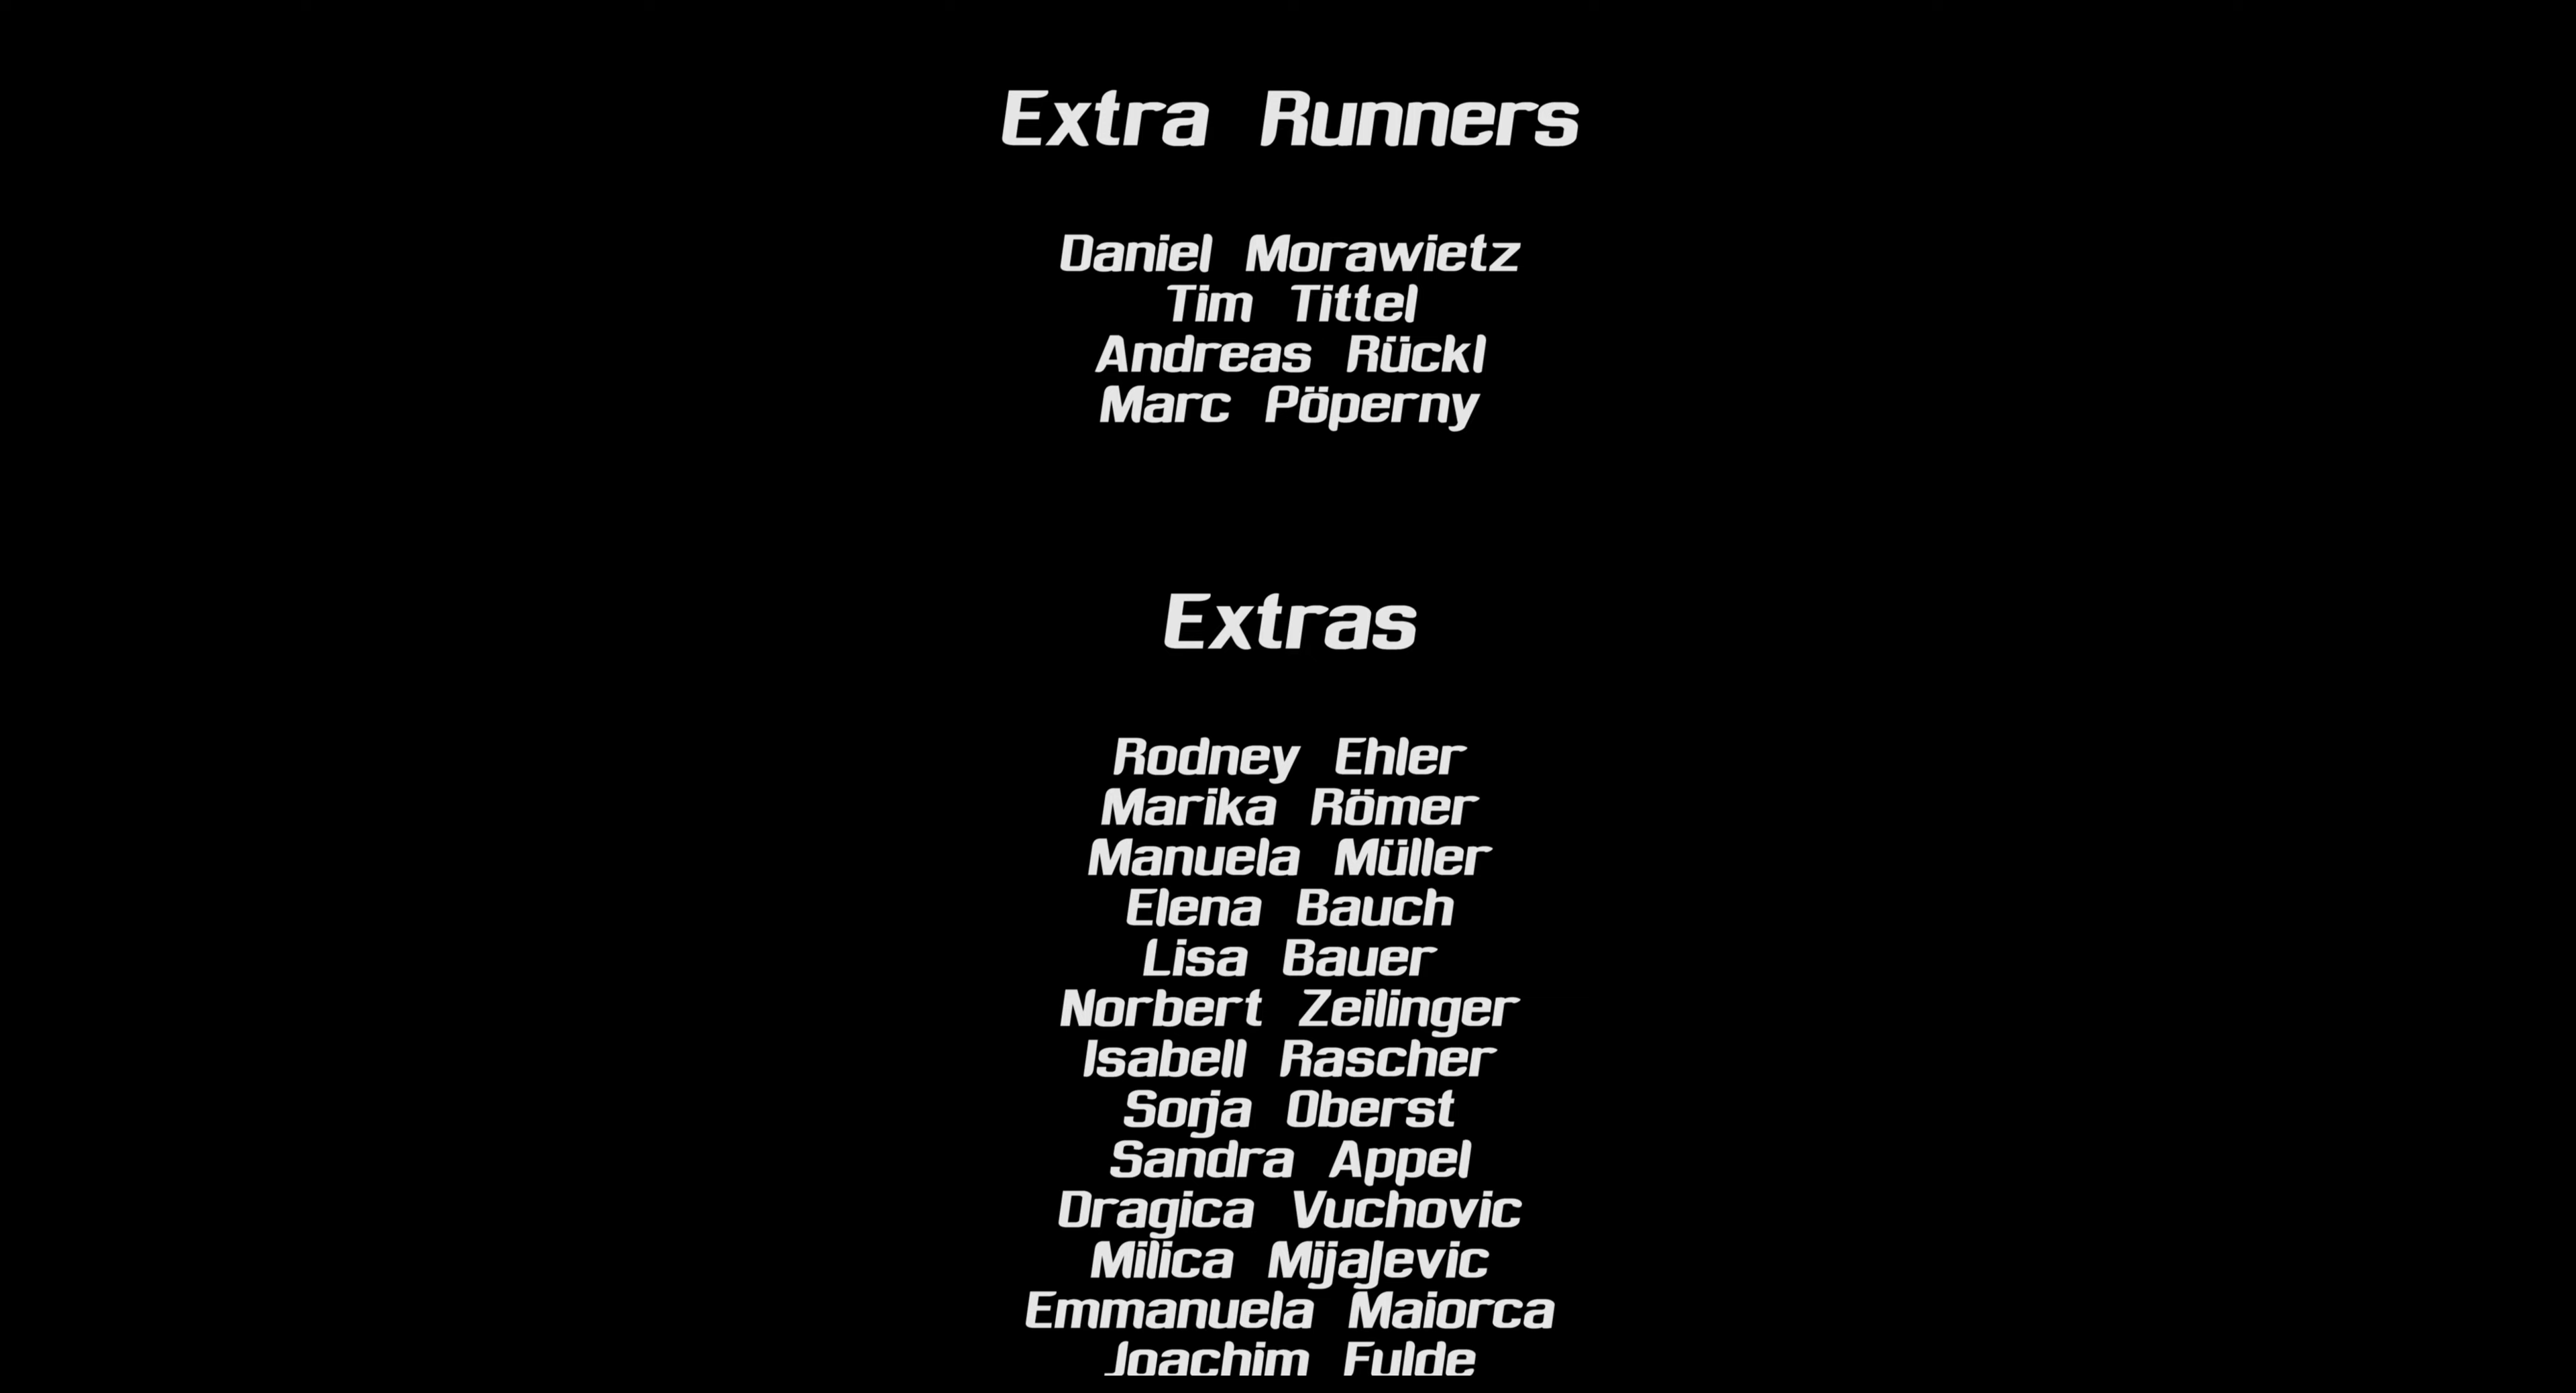 Extra Runners
Daniel Morawietz
Tim Tittel
Andreas Rückl
Marc Pöperny
Extras
Rodney Ehler
Marika Römer
Manuela Müller
Elena Bauch
Lisa Bauer
Norbert Zeilinger
Isabell Rascher
Sonja Oberst
Sandra Appel
Dragica Vuchovic
Milica Mijajevic
Emmanuela Maiorca
Joachim Fulde